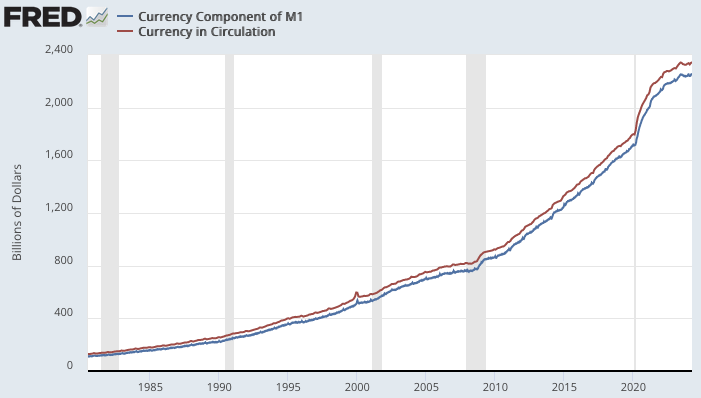 FRED
Currency Component of M1
Currency in Circulation
2,400
2,000
1,600
1,200
800
400
0
Billions of Dollars
1985 1990 1995 2000 2005 2010 2015 2020